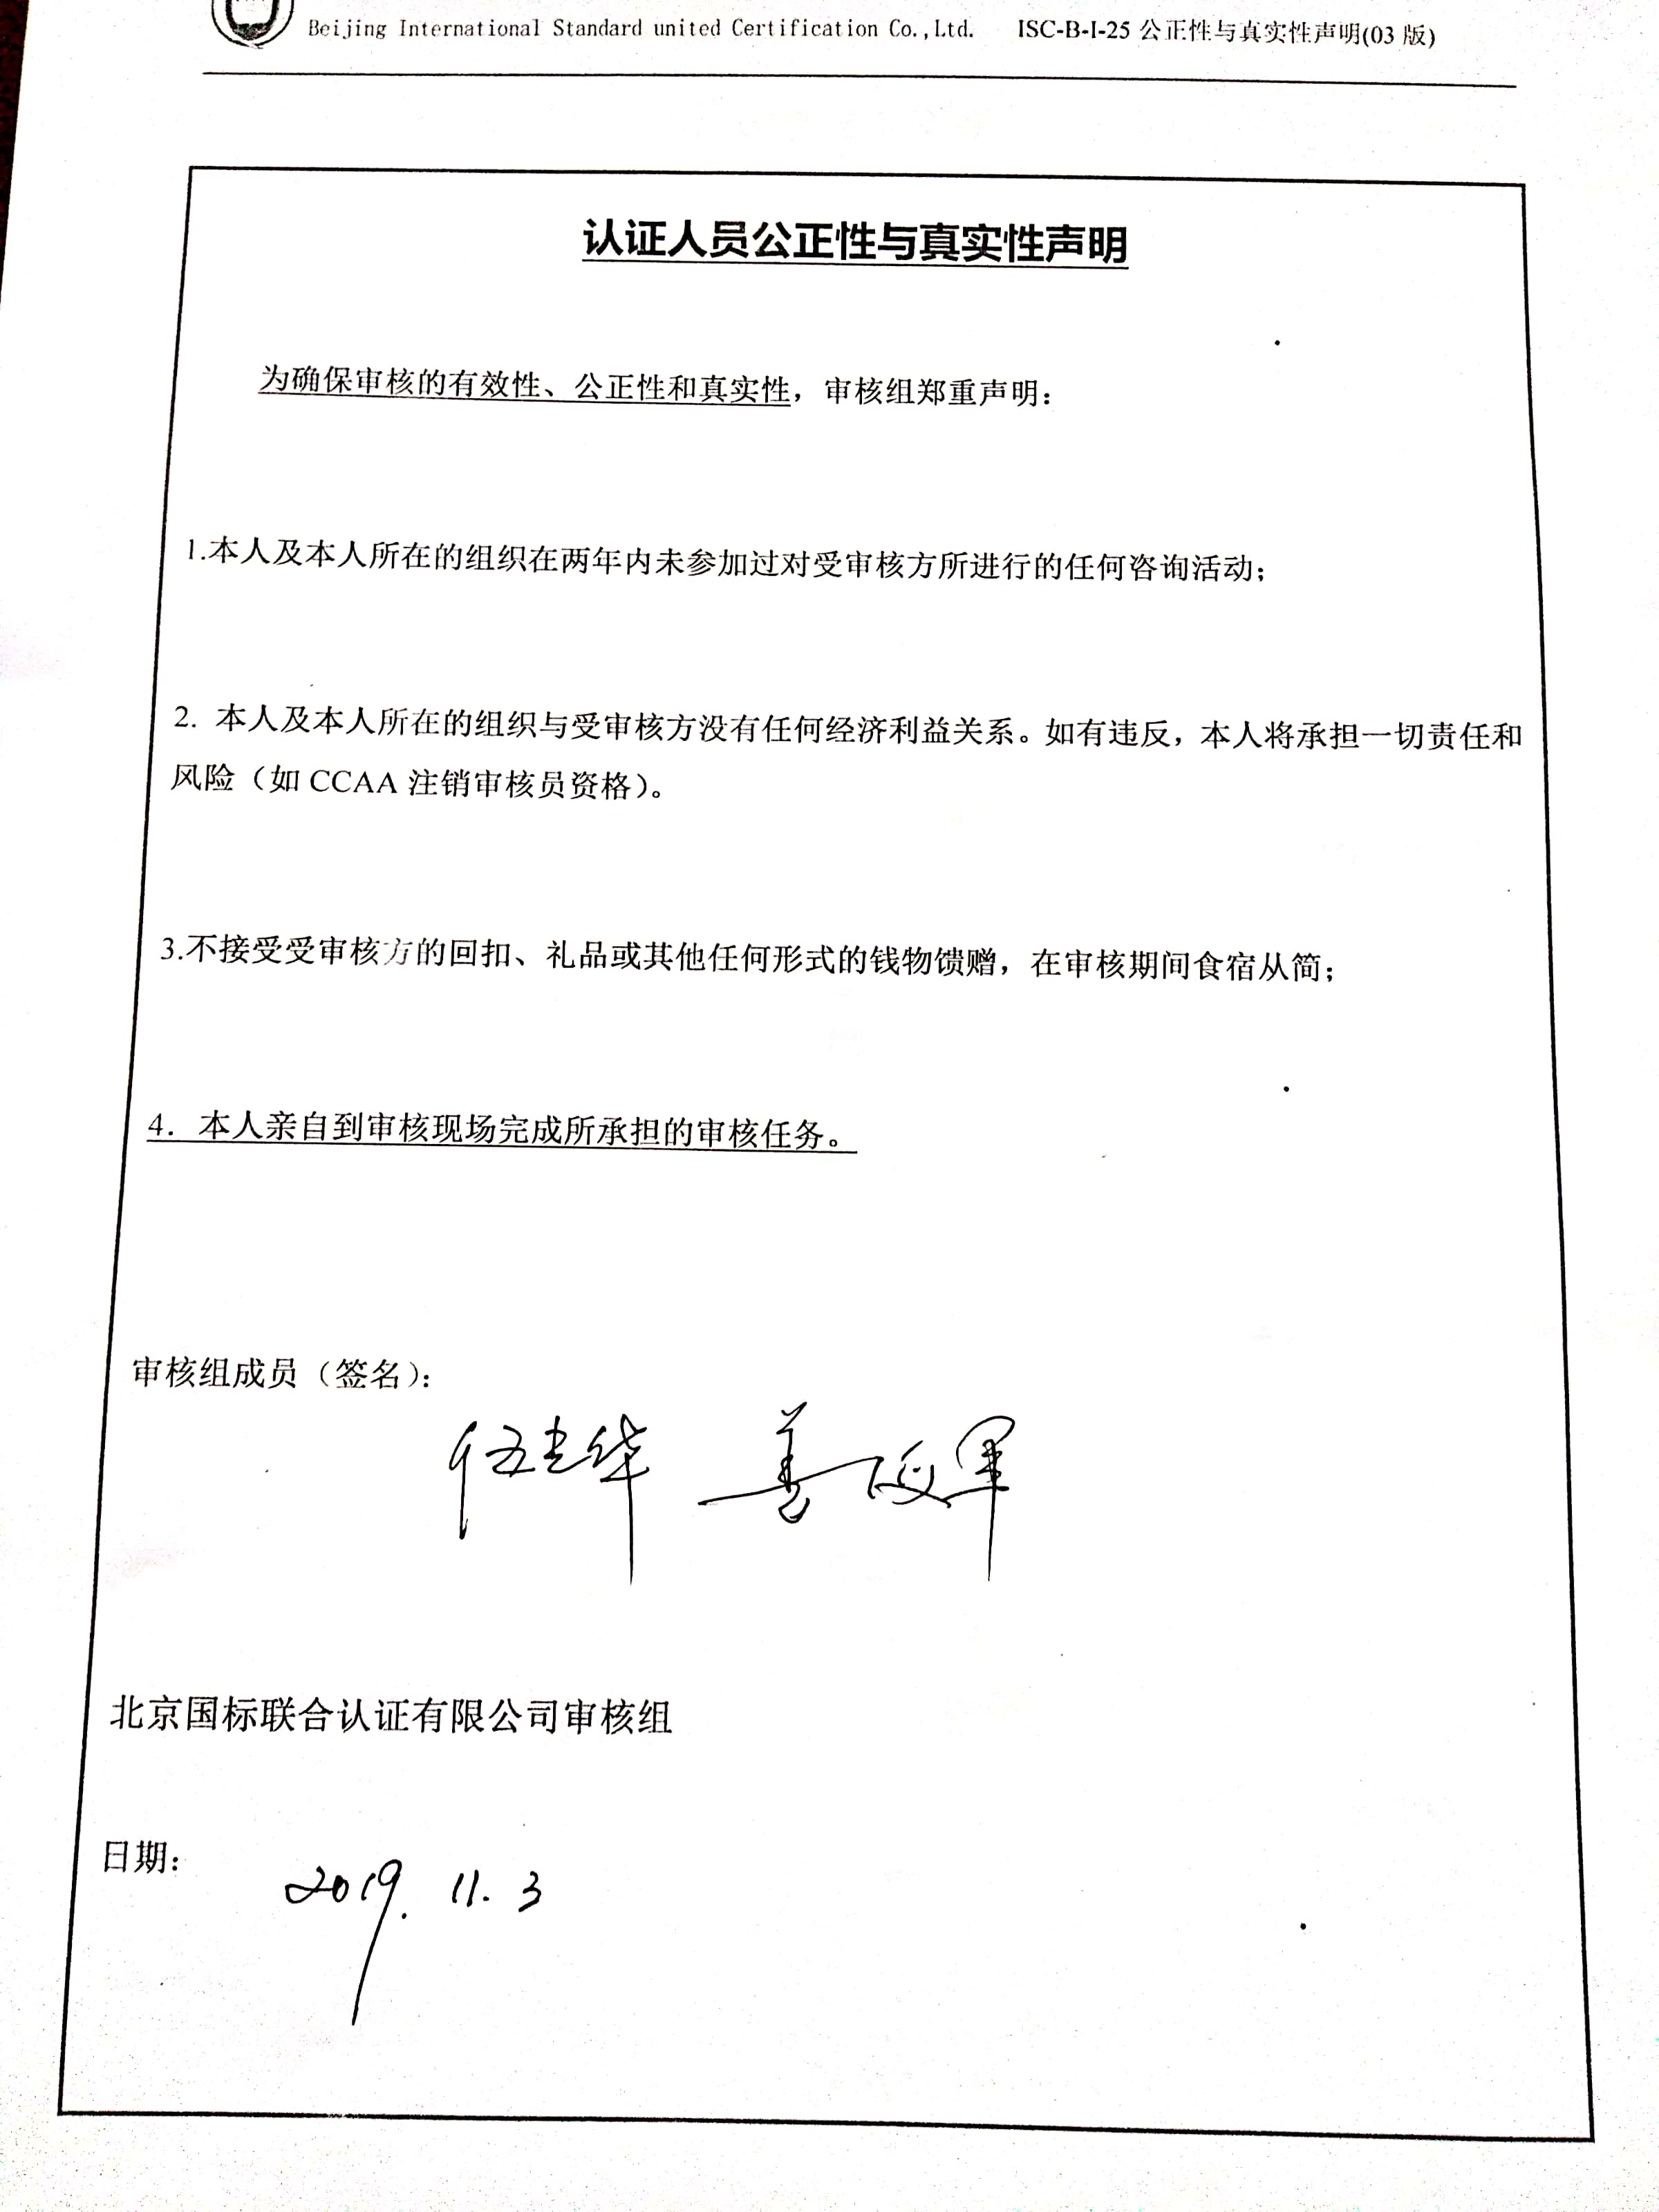 Beijing International Standard united Certification Co.,Ltd. ISC-B-I-25 公正性与真实性声明(03 版)
认证人员公正性与真实性声明
为确保审核的有效性、公正性和真实性，审核组郑重声明：
1.本人及本人所在的组织在两年内未参加过对受审核方所进行的任何咨询活动；
2. 本人及本人所在的组织与受审核方没有任何经济利益关系。如有违反，本人将承担一切责任和
风险（如 CCAA 注销审核员资格）。
3.不接受受审核方的回扣、礼品或其他任何形式的钱物馈赠，在审核期间食宿从简；
4. 本人亲自到审核现场完成所承担的审核任务。
审核组成员（签名）：
伍光华 姜海军
北京国标联合认证有限公司审核组
日期：
2019. 11. 3